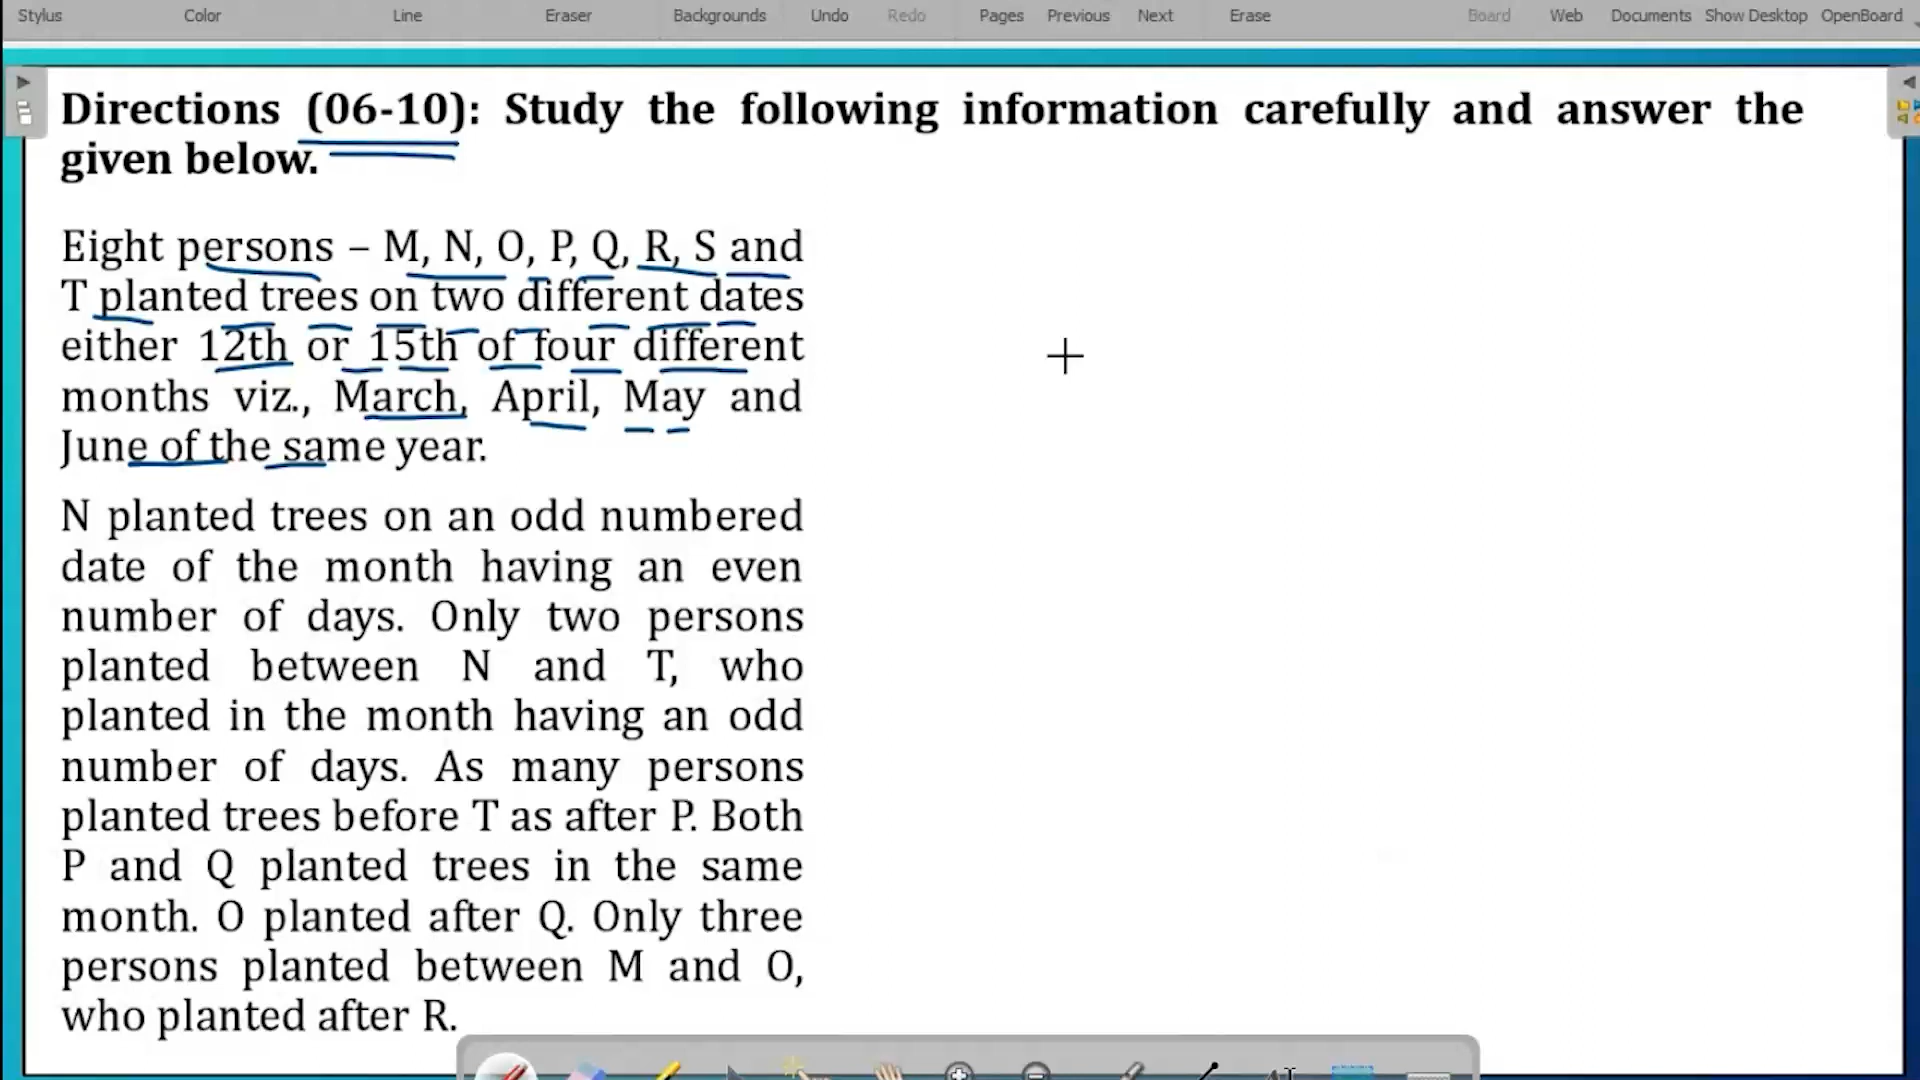 Stylus Color Line Eraser Backgrounds Undo Redo Pages Previous Next Erase Board Web Documents Show Desktop OpenBoard
Directions (06-10): Study the following information carefully and answer the
given below.
Eight persons – M, N, O, P, Q, R, S and
T planted trees on two different dates
either 12th or 15th of four different
months viz., March, April, May and
June of the same year.
N planted trees on an odd numbered
date of the month having an even
number of days. Only two persons
planted between N and T, who
planted in the month having an odd
number of days. As many persons
planted trees before T as after P. Both
P and Q planted trees in the same
month. O planted after Q. Only three
persons planted between M and O,
who planted after R.